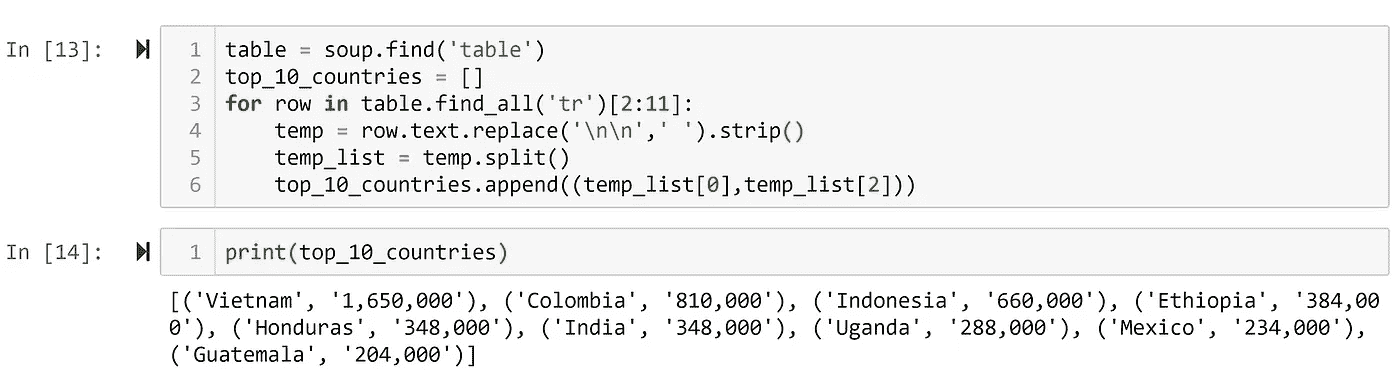 In [13]:
1 table = soup.find('table')
2 top_10_countries = []
3 for row in table.find_all('tr')[2:11]:
4     temp = row.text.replace('\n\n',' ').strip()
5     temp_list = temp.split()
6     top_10_countries.append((temp_list[0],temp_list[2]))
In [14]:
1 print(top_10_countries)
[('Vietnam', '1,650,000'), ('Colombia', '810,000'), ('Indonesia', '660,000'), ('Ethiopia', '384,00
0'), ('Honduras', '348,000'), ('India', '348,000'), ('Uganda', '288,000'), ('Mexico', '234,000'),
('Guatemala', '204,000')]